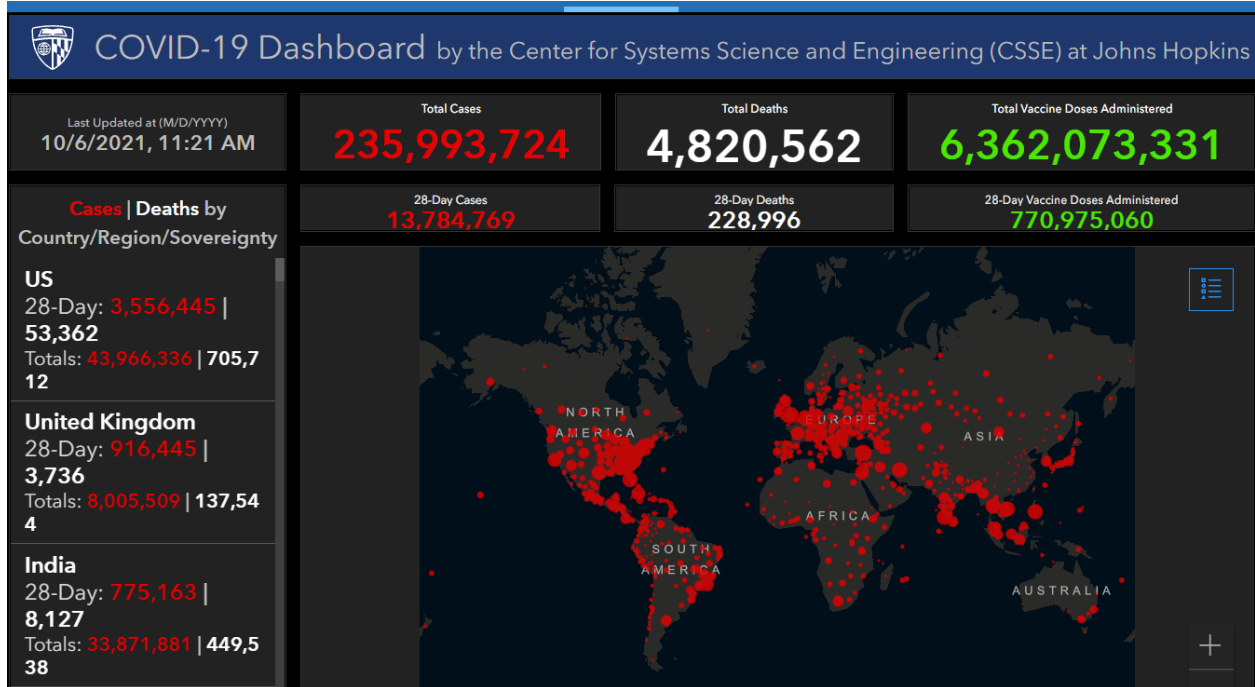 COVID-19 Dashboard by the Center for Systems Science and Engineering (CSSE) at Johns Hopkins
Last Updated at (M/D/YYYY)
10/6/2021, 11:21 AM
Total Cases
235,993,724
Total Deaths
4,820,562
Total Vaccine Doses Administered
6,362,073,331
28-Day Cases
13,784,769
28-Day Deaths
228,996
28-Day Vaccine Doses Administered
770,975,060
Cases | Deaths by
Country/Region/Sovereignty
US
28-Day: 3,556,445 |
53,362
Totals: 43,966,336 | 705,7
12
United Kingdom
28-Day: 916,445 |
3,736
Totals: 8,005,509 | 137,54
4
India
28-Day: 775,163 |
8,127
Totals: 33,871,881 | 449,5
38
NORTH
AMERICA
EUROPE
ASIA
AFRICA
SOUTH
AMERICA
AUSTRALIA
+